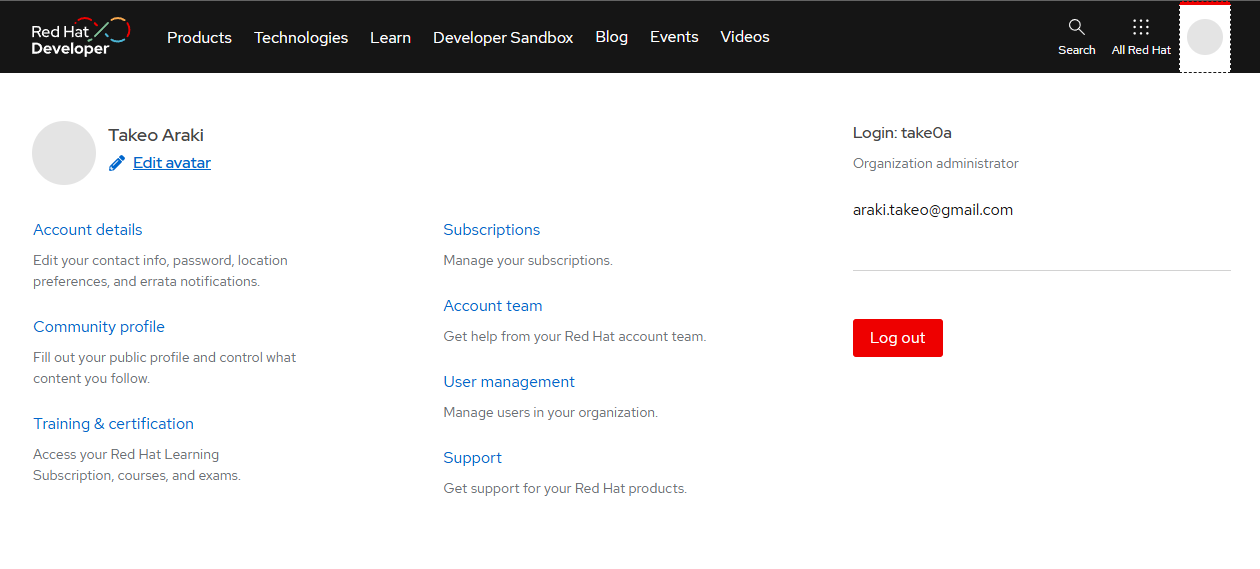 Red Hat
Developer
Products
Technologies
Learn
Developer Sandbox
Blog
Events
Videos
Search
All Red Hat
Takeo Araki
Edit avatar
Account details
Edit your contact info, password, location
preferences, and errata notifications.
Community profile
Fill out your public profile and control what
content you follow.
Training & certification
Access your Red Hat Learning
Subscription, courses, and exams.
Subscriptions
Manage your subscriptions.
Account team
Get help from your Red Hat account team.
User management
Manage users in your organization.
Support
Get support for your Red Hat products.
Login: take0a
Organization administrator
araki.takeo@gmail.com
Log out